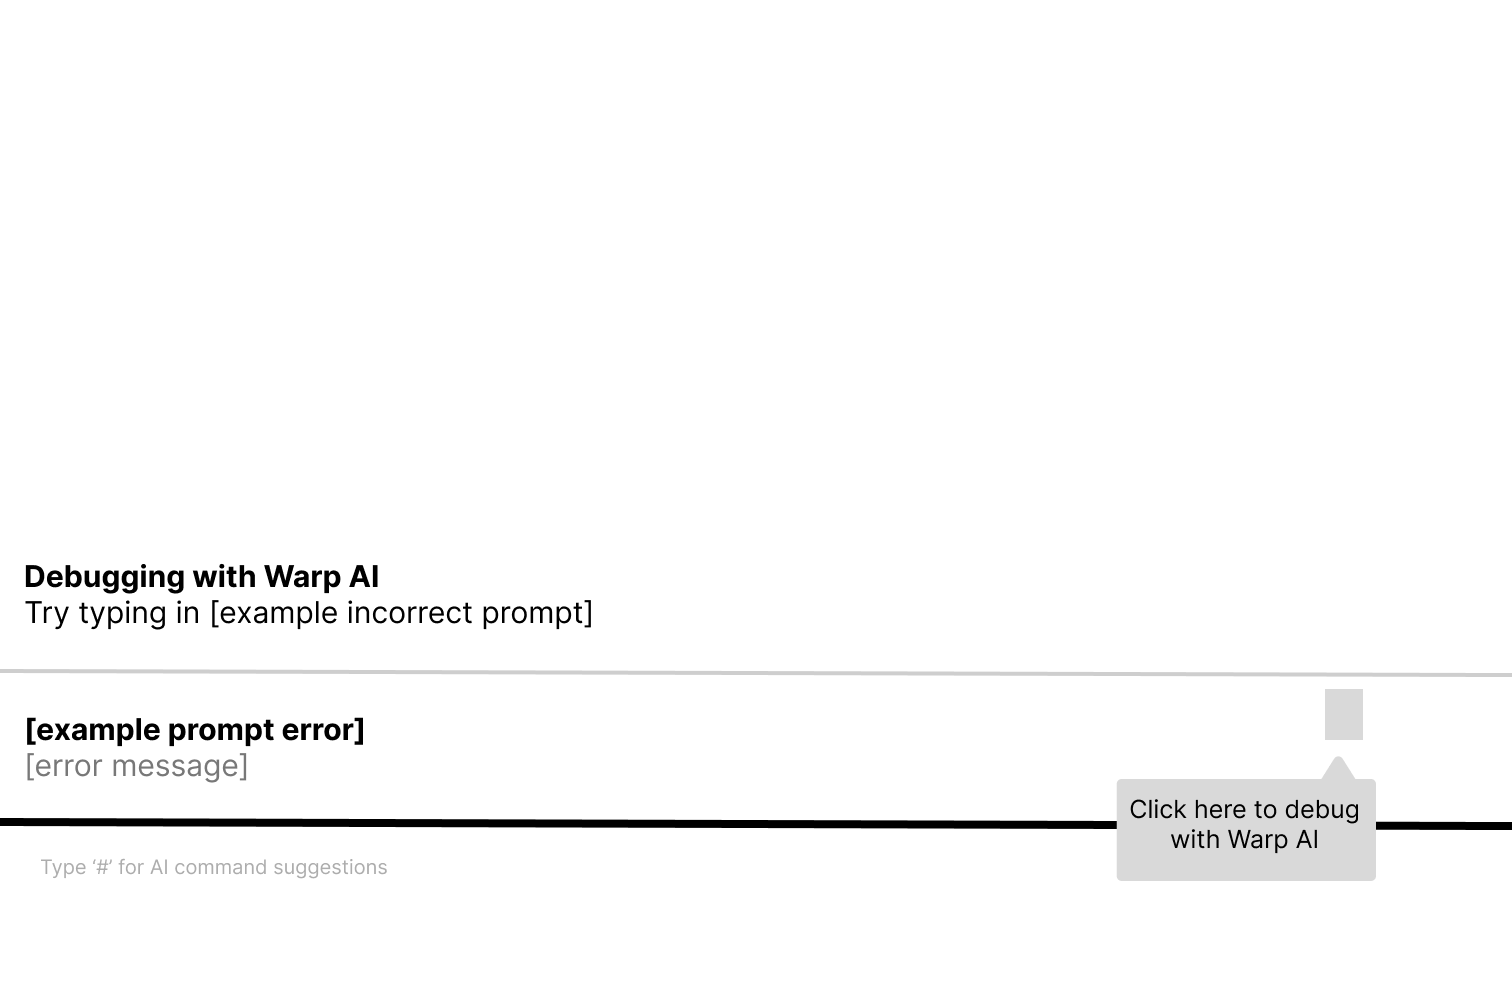 Debugging with Warp AI
Try typing in [example incorrect prompt]
[example prompt error]
[error message]
Click here to debug
with Warp AI
Type ‘#’ for AI command suggestions